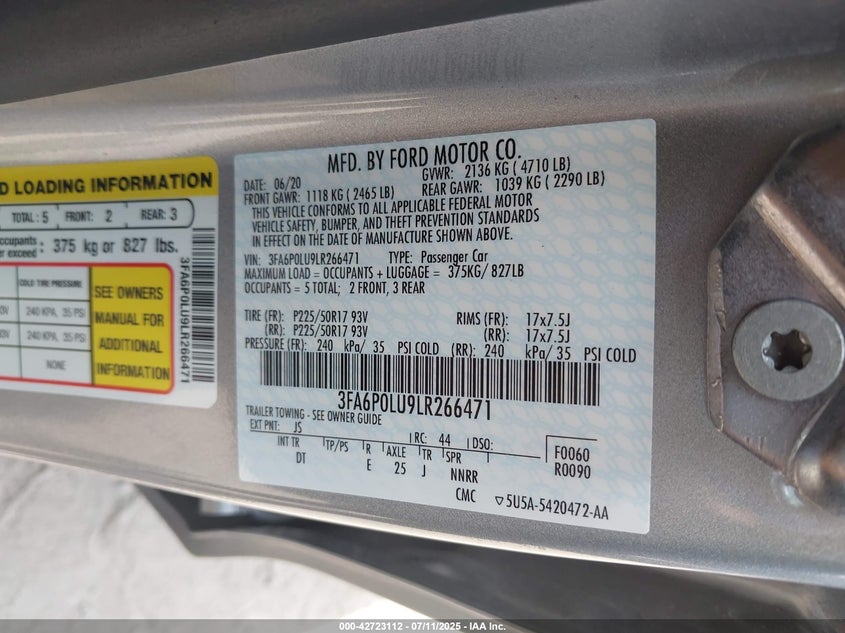 D LOADING INFORMATION
TOTAL: 5 FRONT: 2 REAR: 3
ccupants
r exceed : 375 kg or 827 lbs.
COLD TIRE PRESSURE
93V 240 KPA, 35 PSI
93V 240 KPA, 35 PSI
NONE
SEE OWNERS
MANUAL FOR
ADDITIONAL
INFORMATION
3FA6P0LU9LR266471
MFD. BY FORD MOTOR CO.
DATE: 06/20 GVWR: 2136 KG ( 4710 LB)
FRONT GAWR: 1118 KG ( 2465 LB) REAR GAWR: 1039 KG ( 2290 LB)
THIS VEHICLE CONFORMS TO ALL APPLICABLE FEDERAL MOTOR
VEHICLE SAFETY, BUMPER, AND THEFT PREVENTION STANDARDS
IN EFFECT ON THE DATE OF MANUFACTURE SHOWN ABOVE.
VIN: 3FA6P0LU9LR266471 TYPE: Passenger Car
MAXIMUM LOAD = OCCUPANTS + LUGGAGE = 375KG/ 827LB
OCCUPANTS = 5 TOTAL; 2 FRONT, 3 REAR
TIRE (FR): P225/50R17 93V RIMS (FR): 17x7.5J
(RR): P225/50R17 93V (RR): 17x7.5J
PRESSURE (FR): 240 kPa/ 35 PSI COLD (RR): 240 kPa/ 35 PSI COLD
3FA6P0LU9LR266471
TRAILER TOWING - SEE OWNER GUIDE
EXT PNT: JS RC: 44 DSO:
INT TR TP/PS R AXLE TR SPR F0060
DT E 25 J NNRR R0090
CMC ▽5U5A-5420472-AA
000-42723112 - 07/11/2025 - IAA Inc.